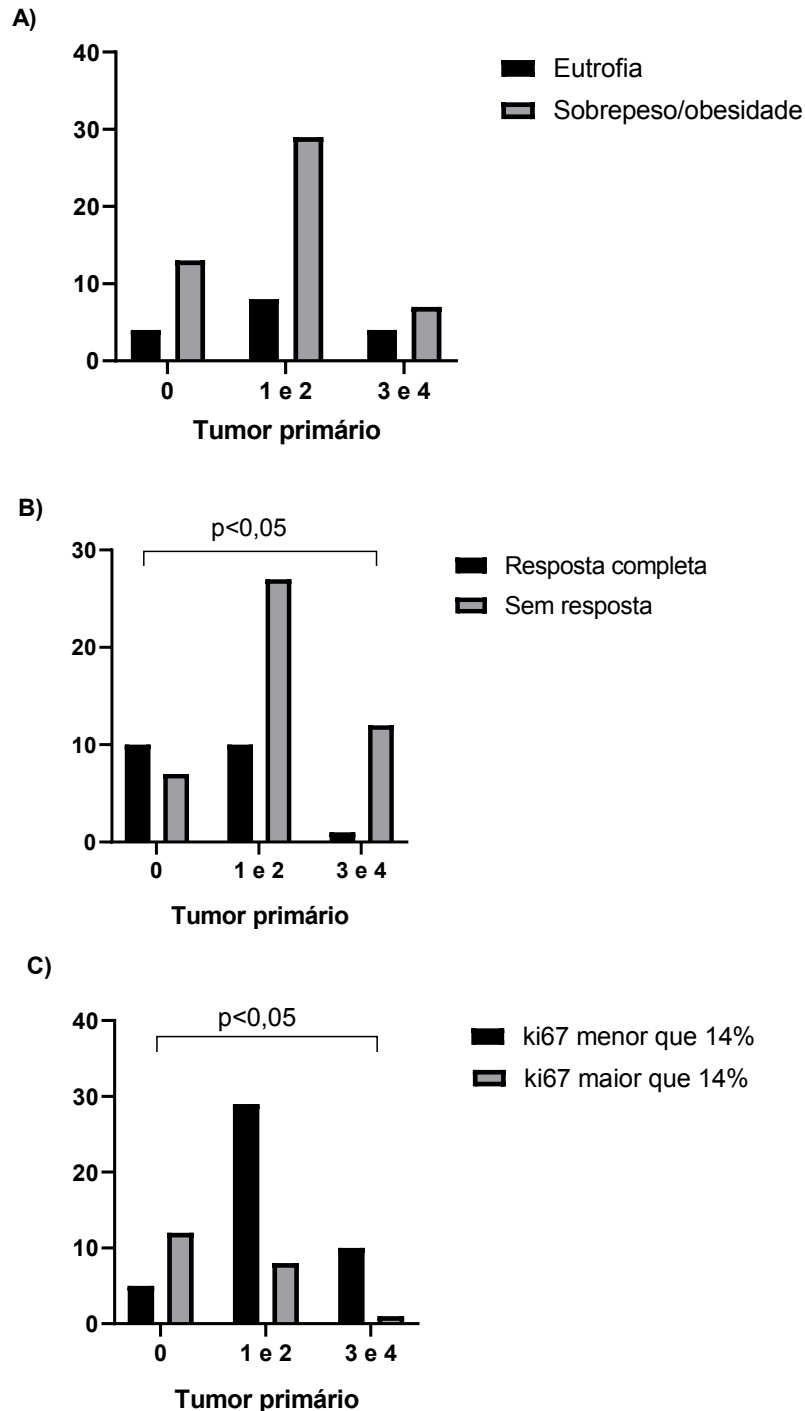 A)
40
30
20
10
0
0
1 e 2
3 e 4
Tumor primário
Eutrofia
Sobrepeso/obesidade
B)
p<0,05
30
20
10
0
0
1 e 2
3 e 4
Tumor primário
Resposta completa
Sem resposta
C)
p<0,05
40
30
20
10
0
0
1 e 2
3 e 4
Tumor primário
ki67 menor que 14%
ki67 maior que 14%